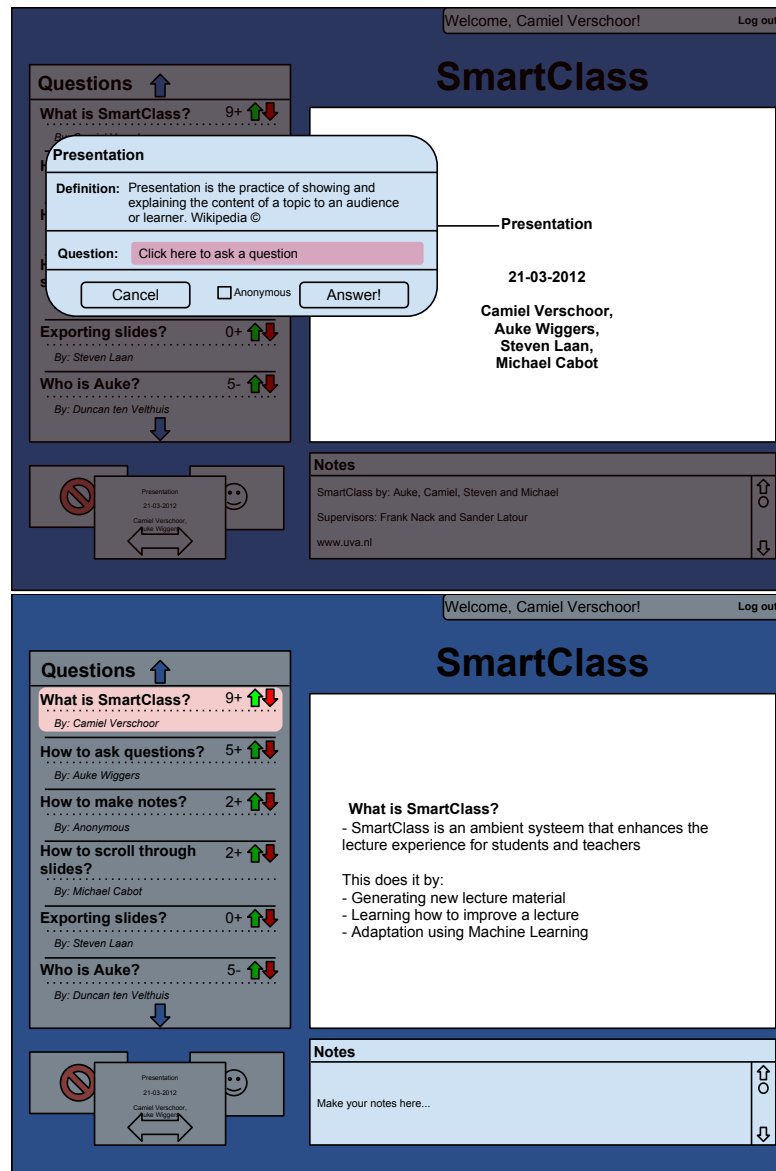 Welcome, Camiel Verschoor!
Log out
SmartClass
Questions
What is SmartClass? 9+
Presentation
Definition: Presentation is the practice of showing and
explaining the content of a topic to an audience
or learner. Wikipedia ©
Question: Click here to ask a question
Cancel
Anonymous
Answer!
Exporting slides? 0+
By: Steven Laan
Who is Auke? 5-
By: Duncan ten Velthuis
Presentation
21-03-2012
Camiel Verschoor,
Auke Wiggers,
Steven Laan,
Michael Cabot
Presentation
21-03-2012
Camiel Verschoor,
Auke Wiggers
Notes
SmartClass by: Auke, Camiel, Steven and Michael
Supervisors: Frank Nack and Sander Latour
www.uva.nl
Welcome, Camiel Verschoor!
Log out
SmartClass
Questions
What is SmartClass? 9+
By: Camiel Verschoor
How to ask questions? 5+
By: Auke Wiggers
How to make notes? 2+
By: Anonymous
How to scroll through 2+
slides?
By: Michael Cabot
Exporting slides? 0+
By: Steven Laan
Who is Auke? 5-
By: Duncan ten Velthuis
What is SmartClass?
- SmartClass is an ambient systeem that enhances the
lecture experience for students and teachers
This does it by:
- Generating new lecture material
- Learning how to improve a lecture
- Adaptation using Machine Learning
Presentation
21-03-2012
Camiel Verschoor,
Auke Wiggers
Notes
Make your notes here...